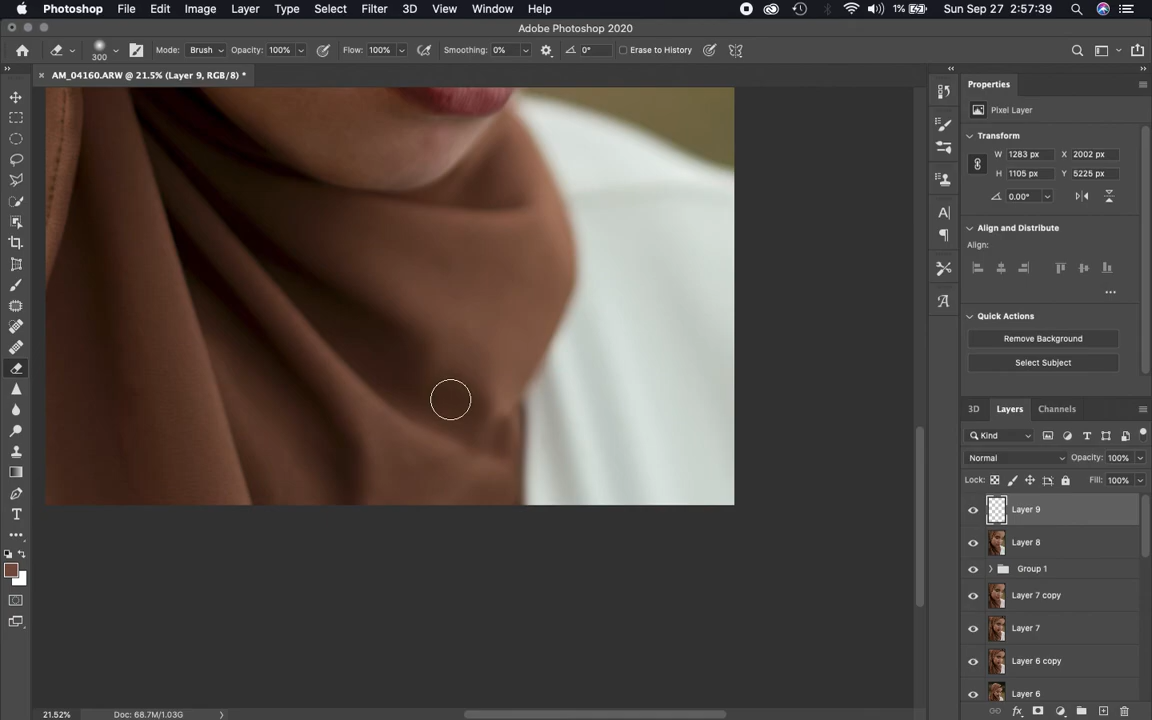 Photoshop File Edit Image Layer Type Select Filter 3D View Window Help 1% Sun Sep 27 2:57:39
Adobe Photoshop 2020
300 Mode: Brush Opacity: 100% Flow: 100% Smoothing: 0% 0° Erase to History
AM_04160.ARW @ 21.5% (Layer 9, RGB/8) *
Properties
Pixel Layer
Transform
W 1283 px X 2002 px
H 1105 px Y 5225 px
0.00°
Align and Distribute
Align:
Quick Actions
Remove Background
Select Subject
3D Layers Channels
Kind
Normal Opacity: 100%
Lock: Fill: 100%
Layer 9
Layer 8
Group 1
Layer 7 copy
Layer 7
Layer 6 copy
Layer 6
21.52% Doc: 68.7M/1.03G